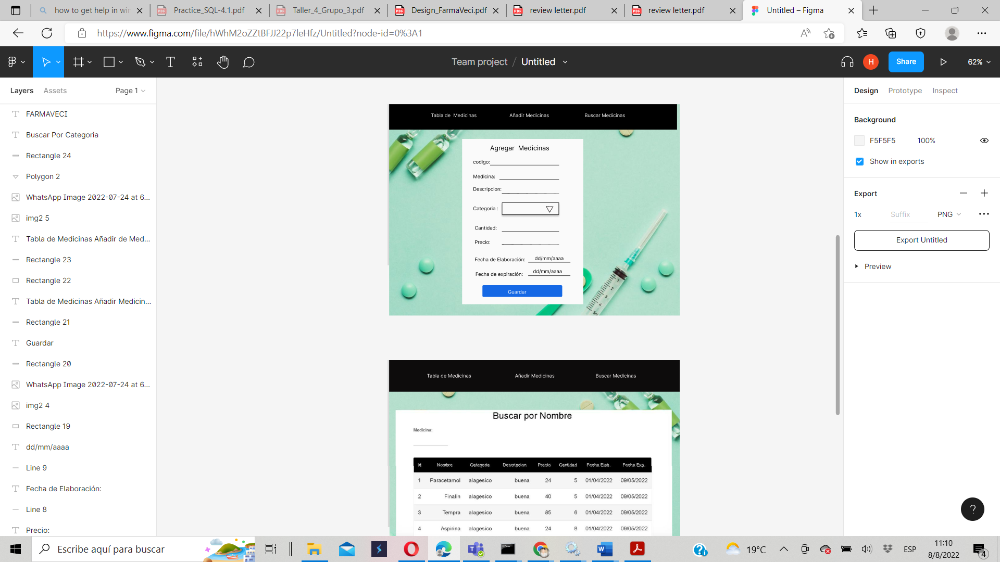 how to get help in wir
Practice_SQL-4.1.pdf
Taller_4_Grupo_3.pdf
Design_FarmaVeci.pdf
review letter.pdf
review letter.pdf
Untitled – Figma
https://www.figma.com/file/hWhM2oZZtBFJJ22p7leHfz/Untitled?node-id=0%3A1
Team project / Untitled
H
Share
62%
Layers
Assets
Page 1
FARMAVECI
Buscar Por Categoria
Rectangle 24
Polygon 2
WhatsApp Image 2022-07-24 at 6...
img2 5
Tabla de Medicinas Añadir de Med...
Rectangle 23
Rectangle 22
Tabla de Medicinas Añadir Medicin...
Rectangle 21
Guardar
Rectangle 20
WhatsApp Image 2022-07-24 at 6...
img2 4
Rectangle 19
dd/mm/aaaa
Line 9
Fecha de Elaboración:
Line 8
Precio:
Tabla de Medicinas
Añadir Medicinas
Buscar Medicinas
Agregar Medicinas
codigo:
Medicina:
Descripcion:
Categoria :
Cantidad:
Precio:
Fecha de Elaboración: dd/mm/aaaa
Fecha de expiración: dd/mm/aaaa
Guardar
Tabla de Medicinas
Añadir Medicinas
Buscar Medicinas
Buscar por Nombre
Medicina:
Id Nombre Categoria Descripcion Precio Cantidad Fecha Elab. Fecha Exp.
1 Paracetamol alagesico buena 24 5 01/04/2022 09/05/2022
2 Finalin alagesico buena 40 5 01/04/2022 09/05/2022
3 Tempra alagesico buena 85 6 01/04/2022 09/05/2022
4 Aspirina alagesico buena 24 8 01/04/2022 09/05/2022
Design
Prototype
Inspect
Background
F5F5F5
100%
Show in exports
Export
1x
Suffix
PNG
Export Untitled
Preview
?
Escribe aquí para buscar
19°C
ESP
11:10
8/8/2022
4